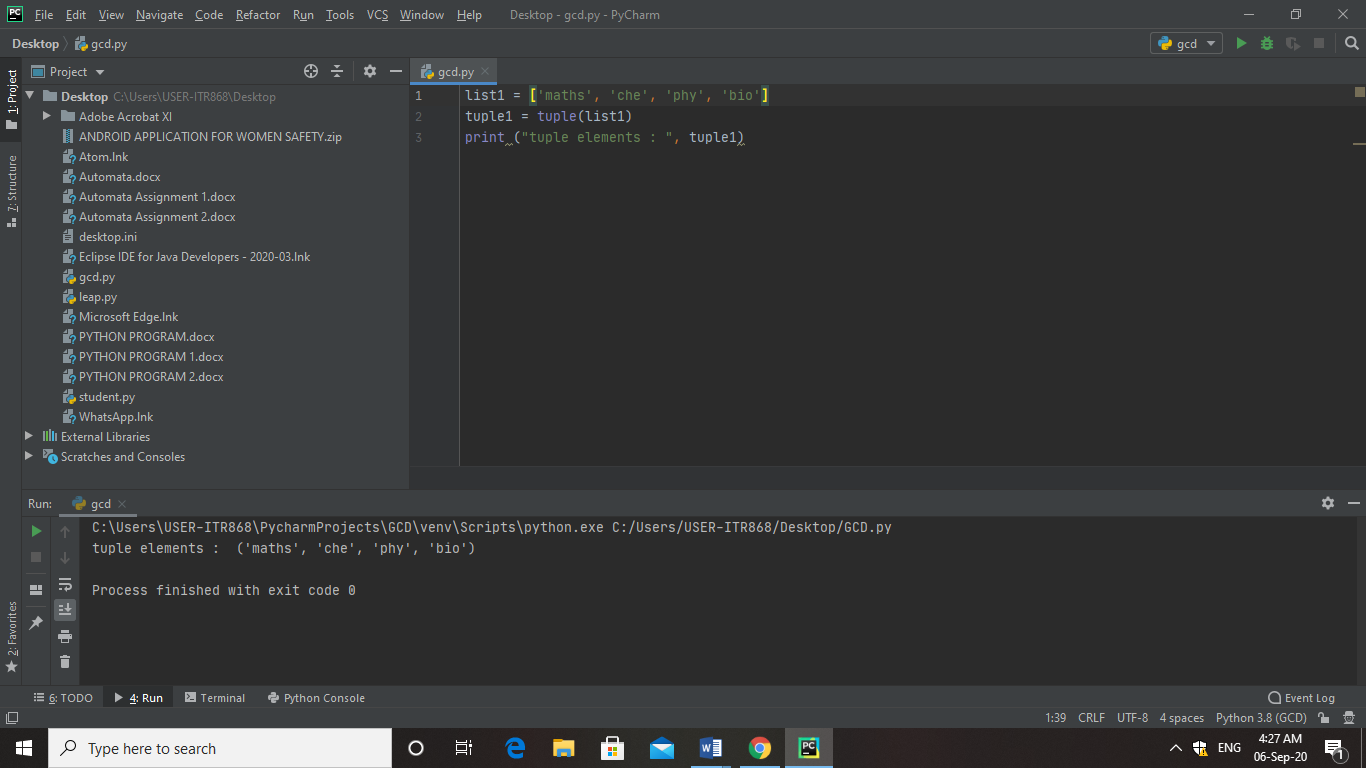 PC File Edit View Navigate Code Refactor Run Tools VCS Window Help Desktop - gcd.py - PyCharm
Desktop gcd.py gcd
1: Project
7: Structure
2: Favorites
Project
Desktop C:\Users\USER-ITR868\Desktop
Adobe Acrobat XI
ANDROID APPLICATION FOR WOMEN SAFETY.zip
Atom.lnk
Automata.docx
Automata Assignment 1.docx
Automata Assignment 2.docx
desktop.ini
Eclipse IDE for Java Developers - 2020-03.lnk
gcd.py
leap.py
Microsoft Edge.lnk
PYTHON PROGRAM.docx
PYTHON PROGRAM 1.docx
PYTHON PROGRAM 2.docx
student.py
WhatsApp.lnk
External Libraries
Scratches and Consoles
gcd.py
1 list1 = ['maths', 'che', 'phy', 'bio']
2 tuple1 = tuple(list1)
3 print ("tuple elements : ", tuple1)
Run: gcd
C:\Users\USER-ITR868\PycharmProjects\GCD\venv\Scripts\python.exe C:/Users/USER-ITR868/Desktop/GCD.py
tuple elements :  ('maths', 'che', 'phy', 'bio')
Process finished with exit code 0
6: TODO 4: Run Terminal Python Console Event Log
1:39 CRLF UTF-8 4 spaces Python 3.8 (GCD)
Type here to search
ENG
4:27 AM
06-Sep-20
1